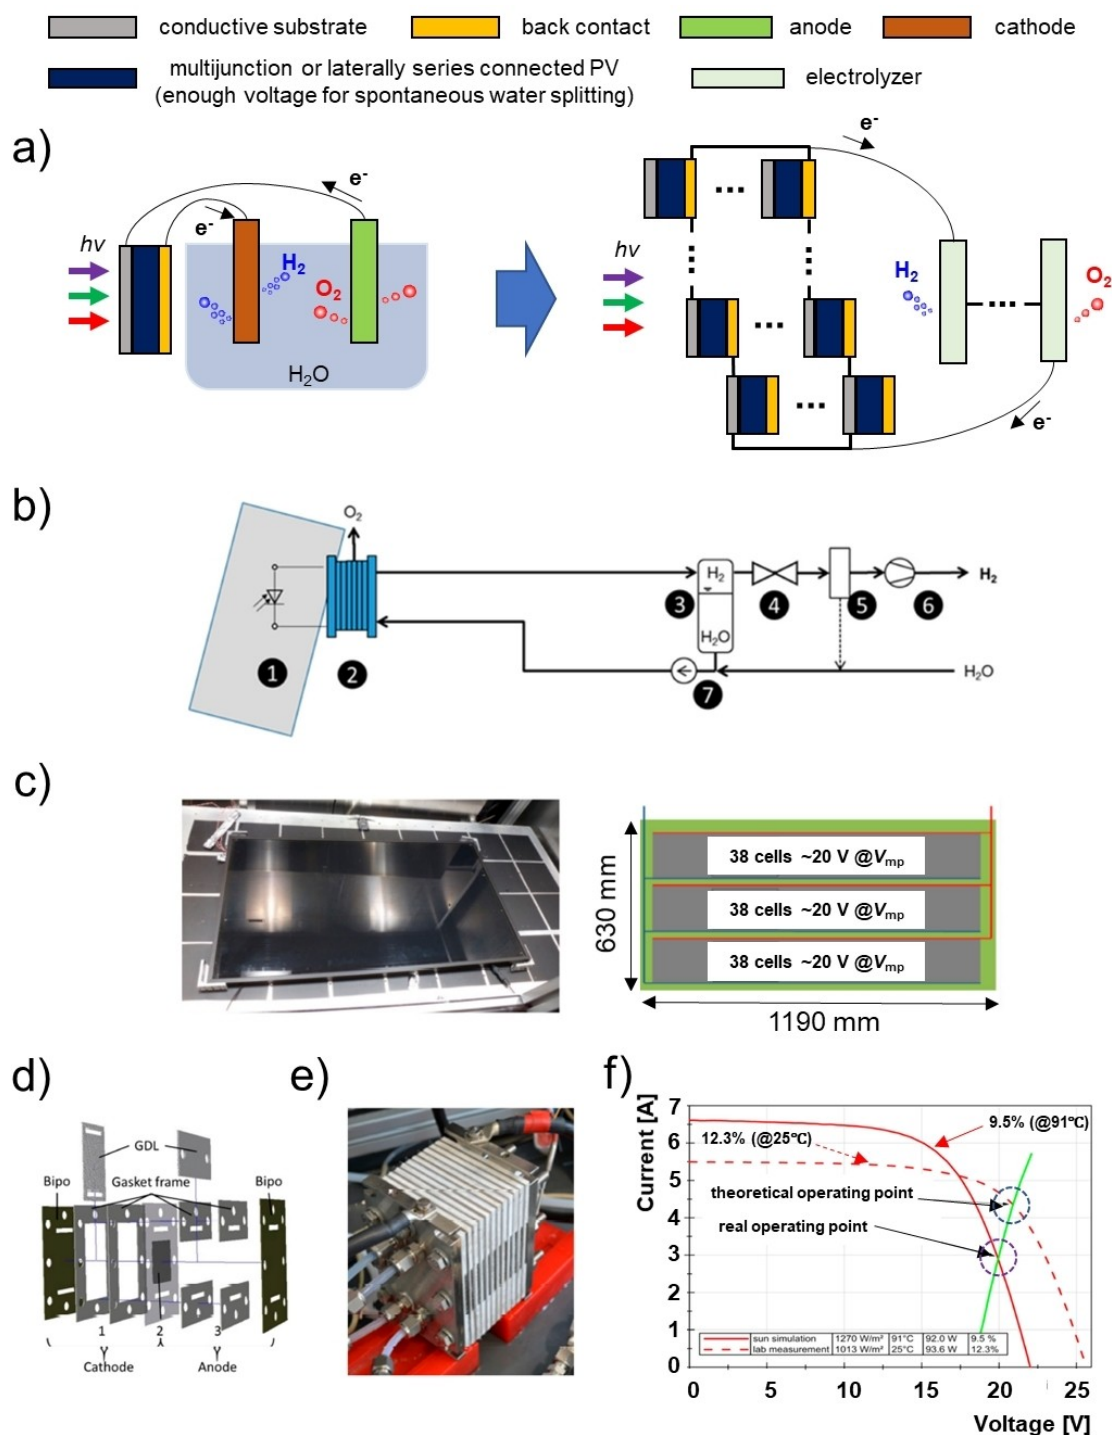 conductive substrate
back contact
anode
cathode
multijunction or laterally series connected PV
(enough voltage for spontaneous water splitting)
electrolyzer
a)
e-
e-
hv
H2
O2
H2O
e-
hv
H2
O2
e-
b)
O2
H2
H2
H2O
H2O
1
2
3
4
5
6
7
c)
38 cells ~20 V @Vmp
38 cells ~20 V @Vmp
38 cells ~20 V @Vmp
630 mm
1190 mm
d)
GDL
Bipo
Gasket frame
Bipo
1
2
3
Cathode
Anode
e)
f)
Current [A]
7
6
5
4
3
2
1
0
9.5% (@91℃)
12.3% (@25℃)
theoretical operating point
real operating point
sun simulation 1270 W/m² 91°C 92.0 W 9.5 %
lab measurement 1013 W/m² 25°C 93.6 W 12.3%
0 5 10 15 20 25
Voltage [V]